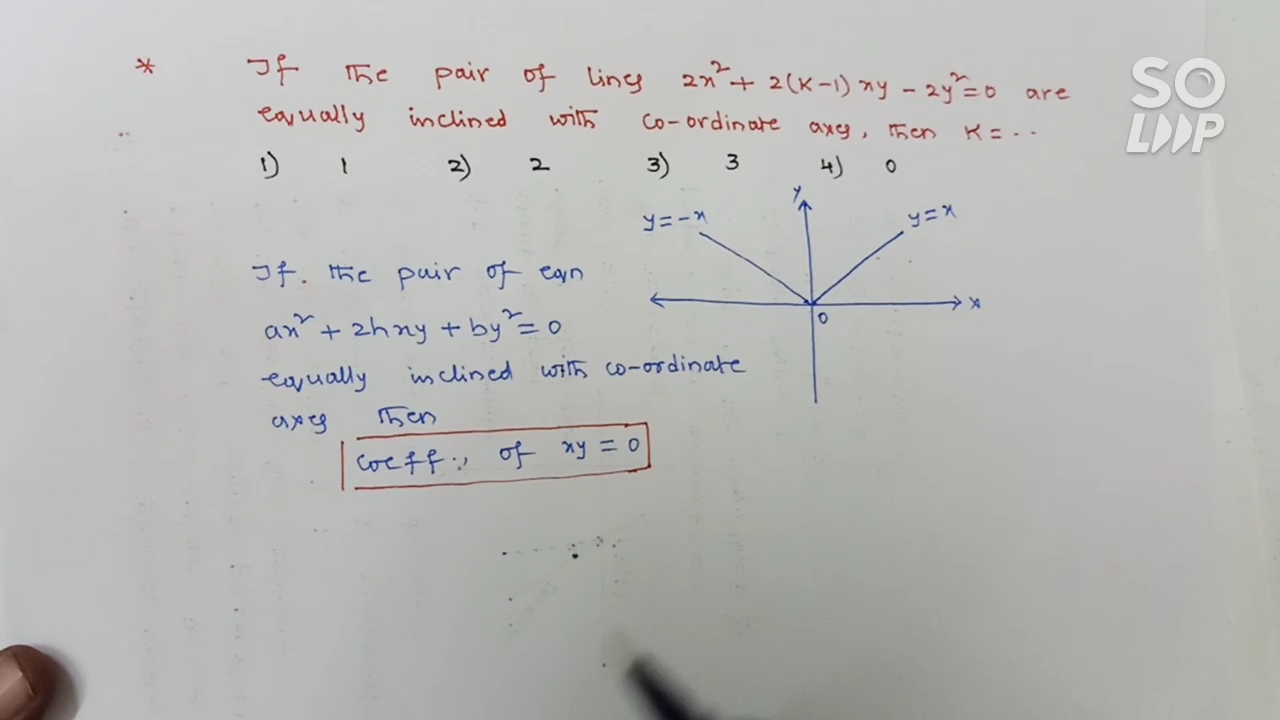 * If the pair of lines 2x² + 2(K-1) xy - 2y² = 0 are
equally inclined with co-ordinate axes, then K = ..
1) 1 2) 2 3) 3 4) 0
y = -x
y
y = x
x
0
If. the pair of eqn
ax² + 2hxy + by² = 0
equally inclined with co-ordinate
axes then
coeff., of xy = 0
SO
LOOP